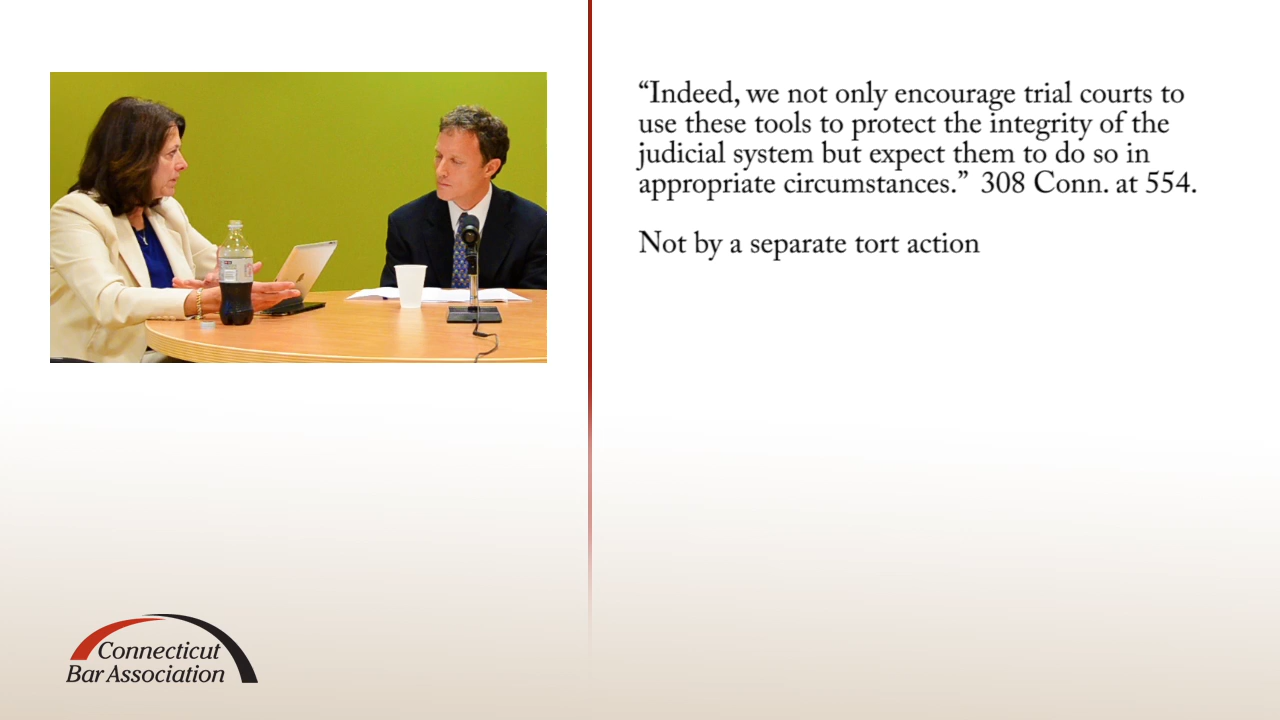 “Indeed, we not only encourage trial courts to
use these tools to protect the integrity of the
judicial system but expect them to do so in
appropriate circumstances.” 308 Conn. at 554.
Not by a separate tort action
Connecticut
Bar Association